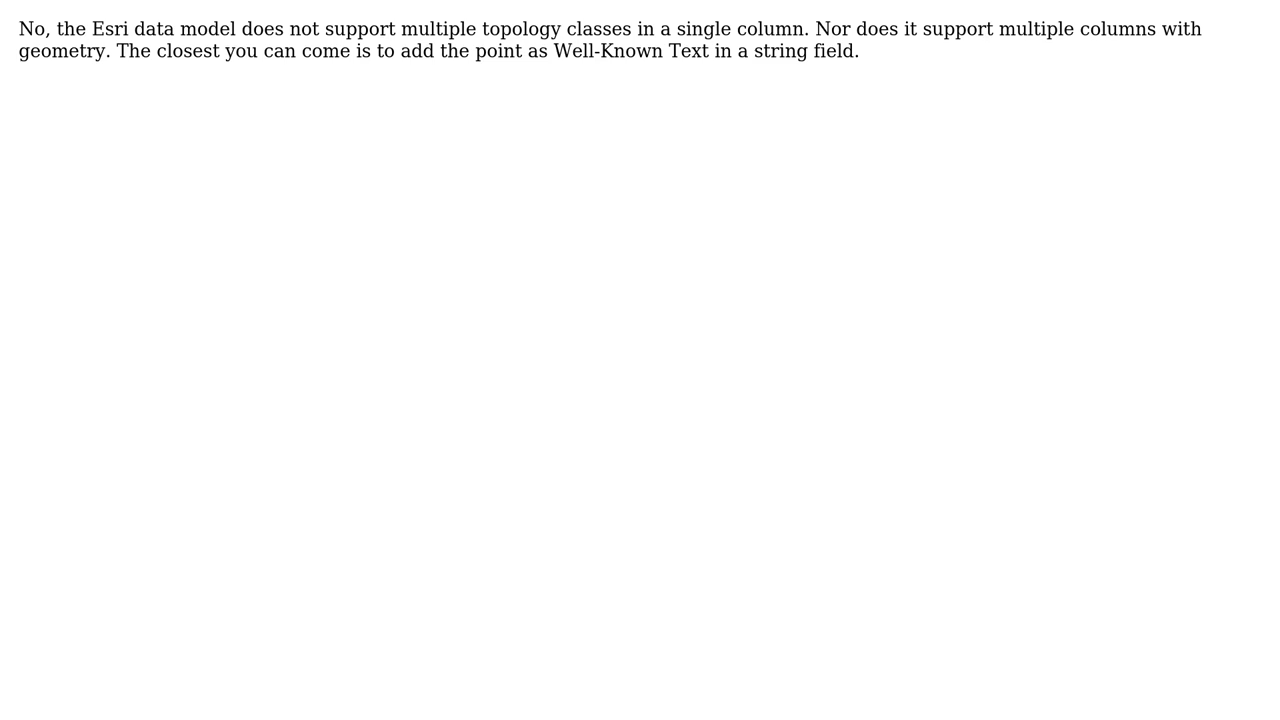 No, the Esri data model does not support multiple topology classes in a single column. Nor does it support multiple columns with
geometry. The closest you can come is to add the point as Well-Known Text in a string field.